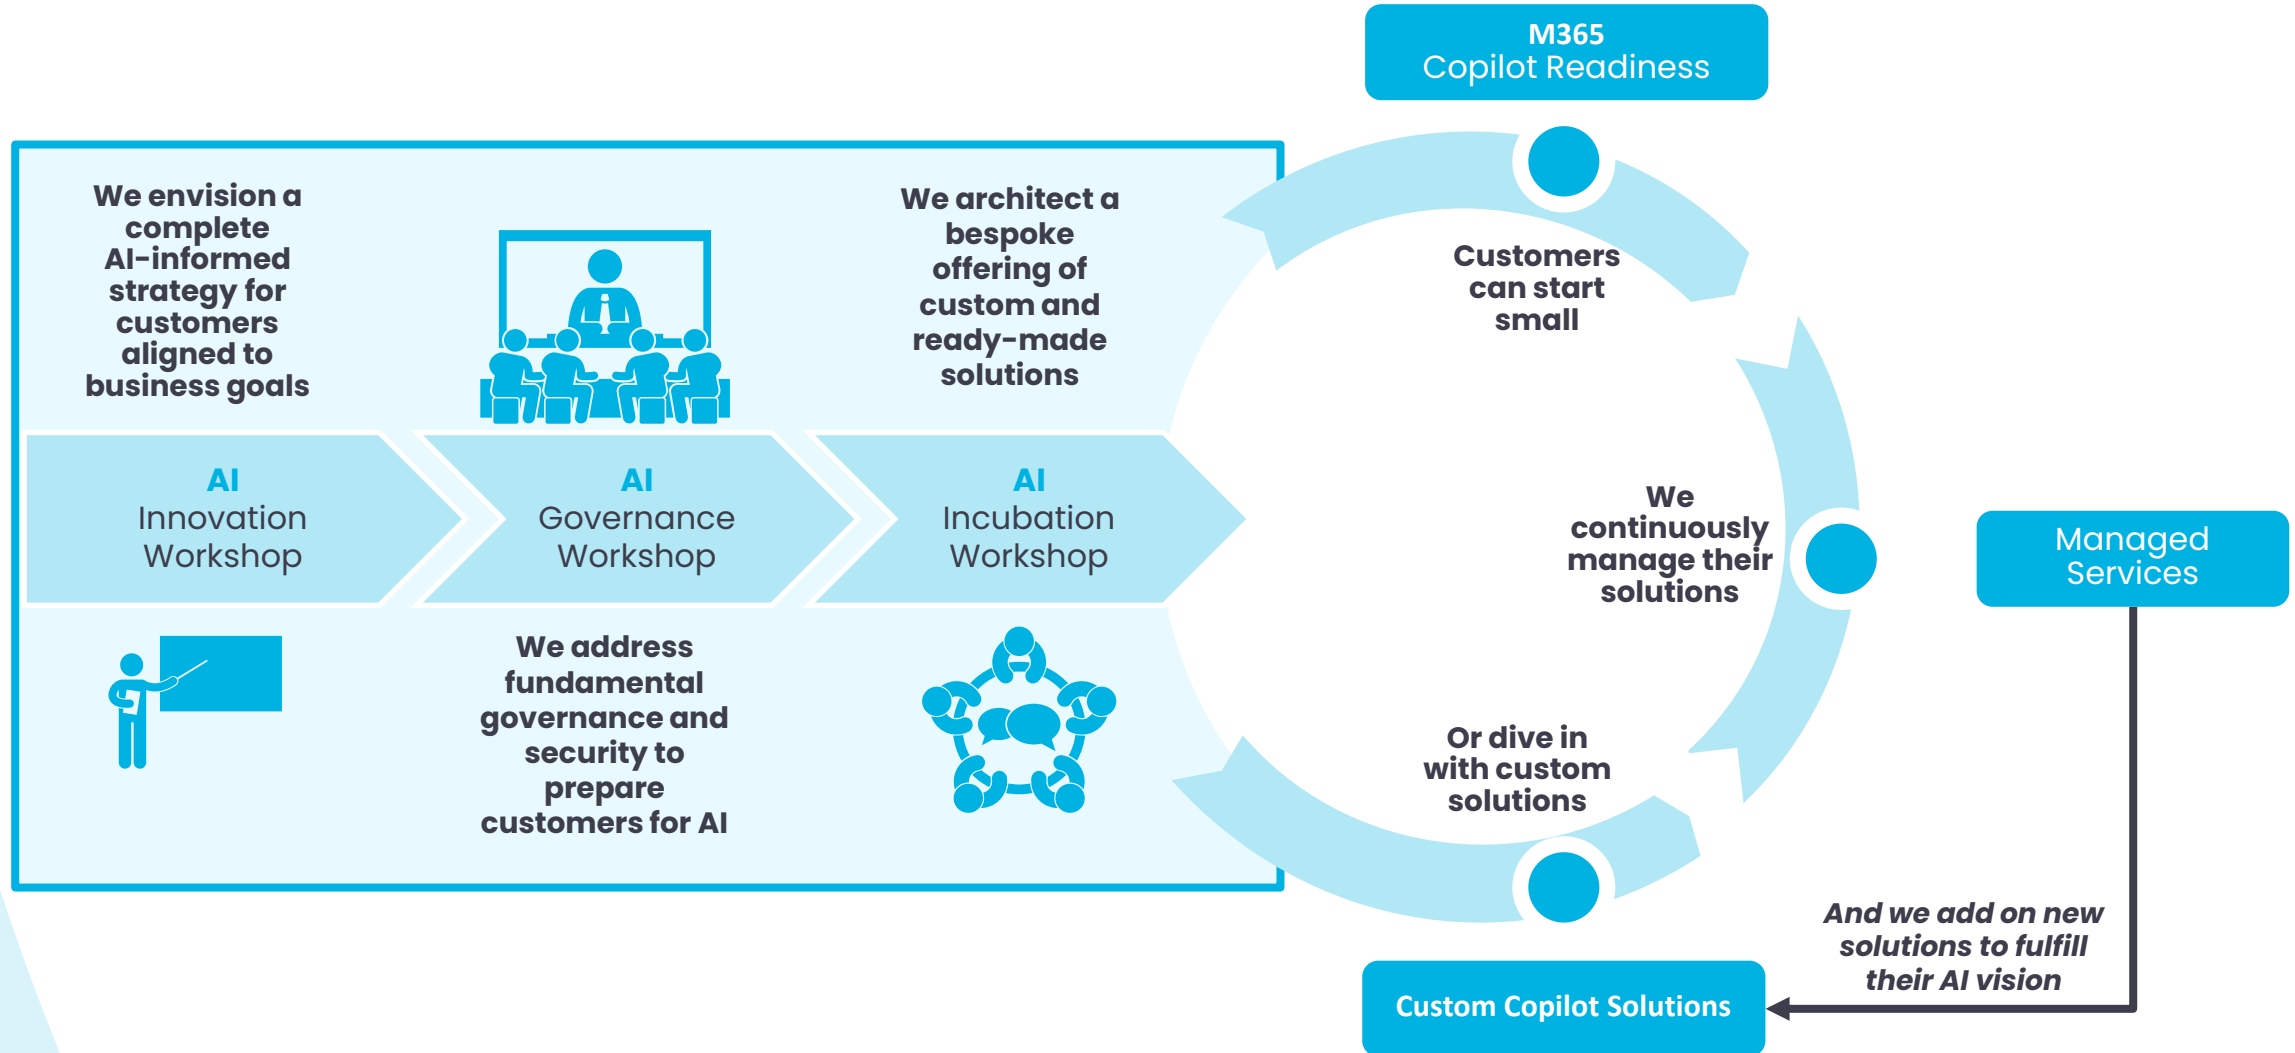 We envision a
complete
AI-informed
strategy for
customers
aligned to
business goals
AI
Innovation
Workshop
AI
Governance
Workshop
We address
fundamental
governance and
security to
prepare
customers for AI
We architect a
bespoke
offering of
custom and
ready-made
solutions
AI
Incubation
Workshop
M365
Copilot Readiness
Customers
can start
small
We
continuously
manage their
solutions
Managed
Services
Or dive in
with custom
solutions
And we add on new
solutions to fulfill
their AI vision
Custom Copilot Solutions